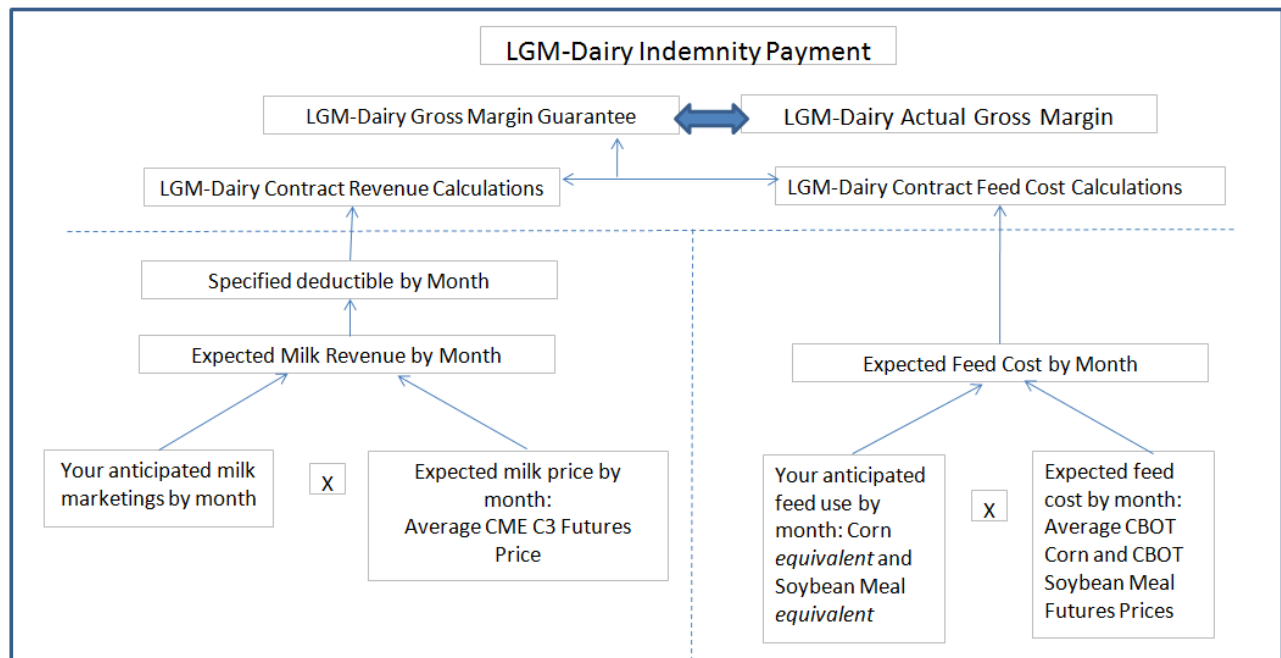 LGM-Dairy Indemnity Payment
LGM-Dairy Gross Margin Guarantee
LGM-Dairy Actual Gross Margin
LGM-Dairy Contract Revenue Calculations
LGM-Dairy Contract Feed Cost Calculations
Specified deductible by Month
Expected Milk Revenue by Month
Expected Feed Cost by Month
Your anticipated milk
marketings by month
X
Expected milk price by
month:
Average CME C3 Futures
Price
Your anticipated
feed use by
month: Corn
equivalent and
Soybean Meal
equivalent
X
Expected feed
cost by month:
Average CBOT
Corn and CBOT
Soybean Meal
Futures Prices